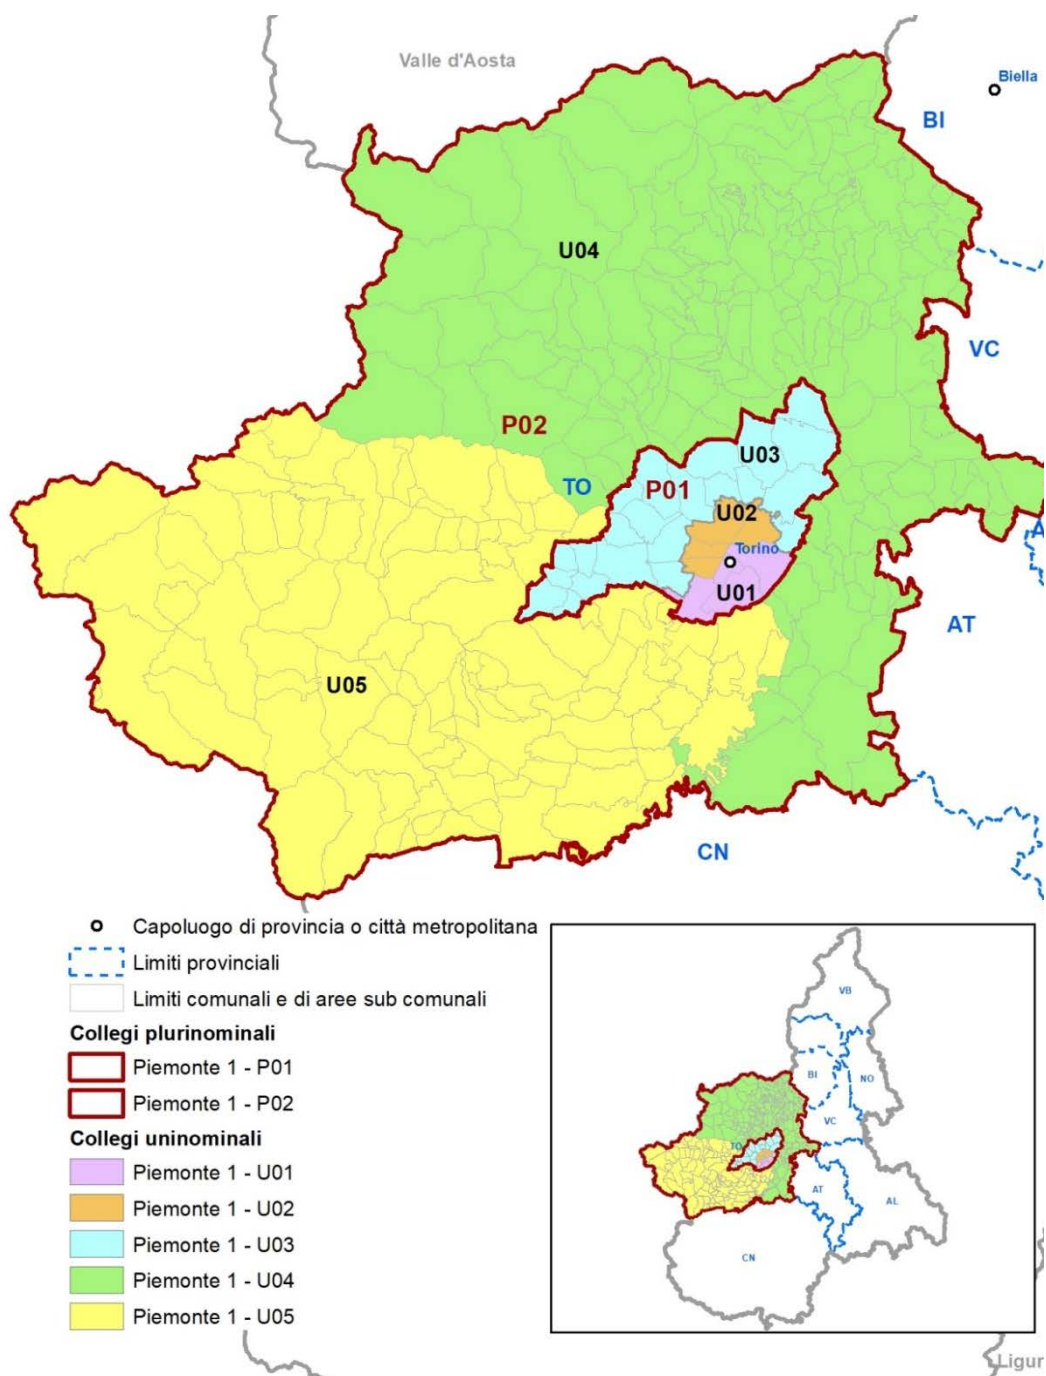 Valle d'Aosta
Biella
BI
U04
VC
P02
U03
TO
P01
U02
A
Torino
U01
AT
U05
CN
Capoluogo di provincia o città metropolitana
Limiti provinciali
Limiti comunali e di aree sub comunali
Collegi plurinominali
Piemonte 1 - P01
Piemonte 1 - P02
Collegi uninominali
Piemonte 1 - U01
Piemonte 1 - U02
Piemonte 1 - U03
Piemonte 1 - U04
Piemonte 1 - U05
VB
BI
NO
VC
TO
AT
AL
CN
Ligur